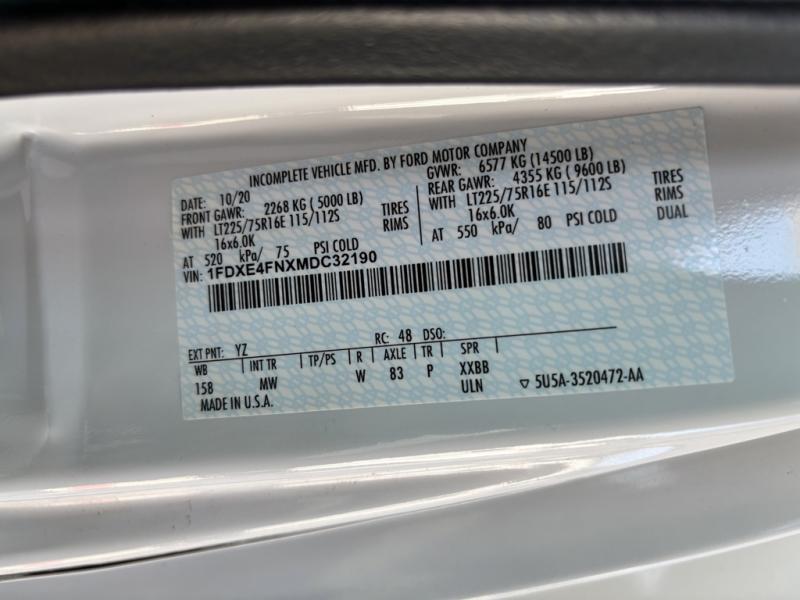 INCOMPLETE VEHICLE MFD. BY FORD MOTOR COMPANY
DATE: 10/20 GVWR: 6577 KG (14500 LB)
FRONT GAWR: 2268 KG ( 5000 LB) REAR GAWR: 4355 KG ( 9600 LB)
WITH LT225/75R16E 115/112S TIRES WITH LT225/75R16E 115/112S TIRES
16x6.0K RIMS 16x6.0K RIMS
AT 520 kPa/ 75 PSI COLD AT 550 kPa/ 80 PSI COLD DUAL
VIN: 1FDXE4FNXMDC32190
EXT PNT: YZ RC: 48 DSO:
WB INT TR TP/PS R AXLE TR SPR
158 MW W 83 P XXBB
MADE IN U.S.A. ULN ▽ 5U5A-3520472-AA